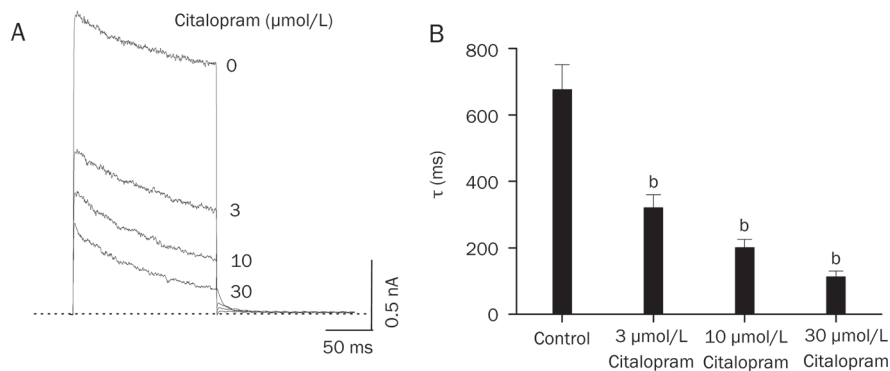 A
Citalopram (µmol/L)
0
3
10
30
0.5 nA
50 ms
B
τ (ms)
800
600
400
200
0
b
b
b
Control
3 µmol/L
Citalopram
10 µmol/L
Citalopram
30 µmol/L
Citalopram